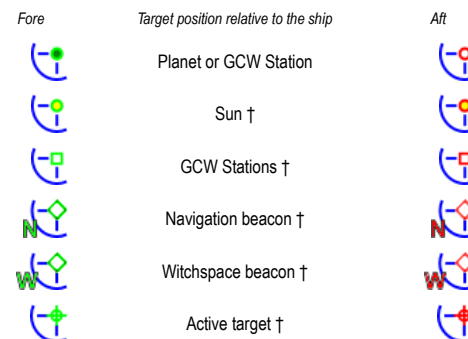 Fore Target position relative to the ship Aft
Planet or GCW Station
Sun †
GCW Stations †
N Navigation beacon † N
W Witchspace beacon † W
Active target †